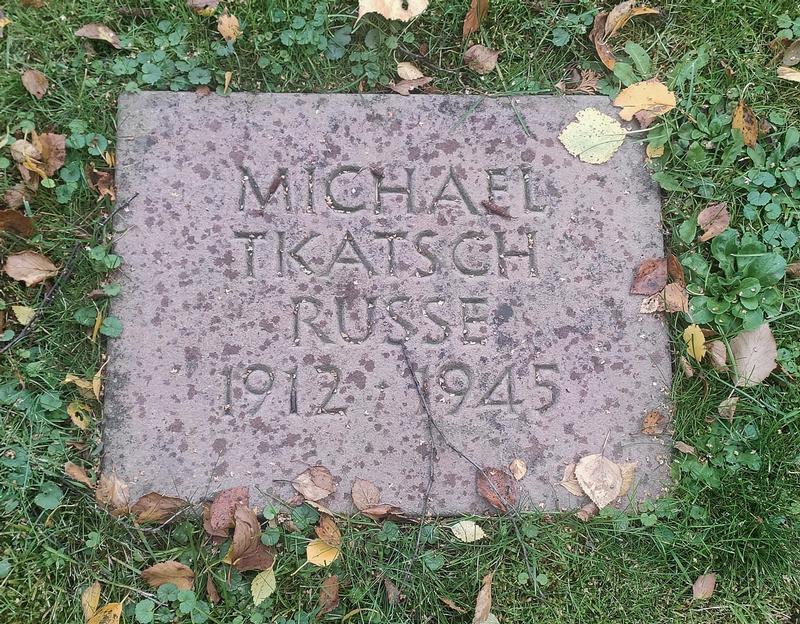 MICHAEL
TKATSCH
RUSSE
1912 · 1945